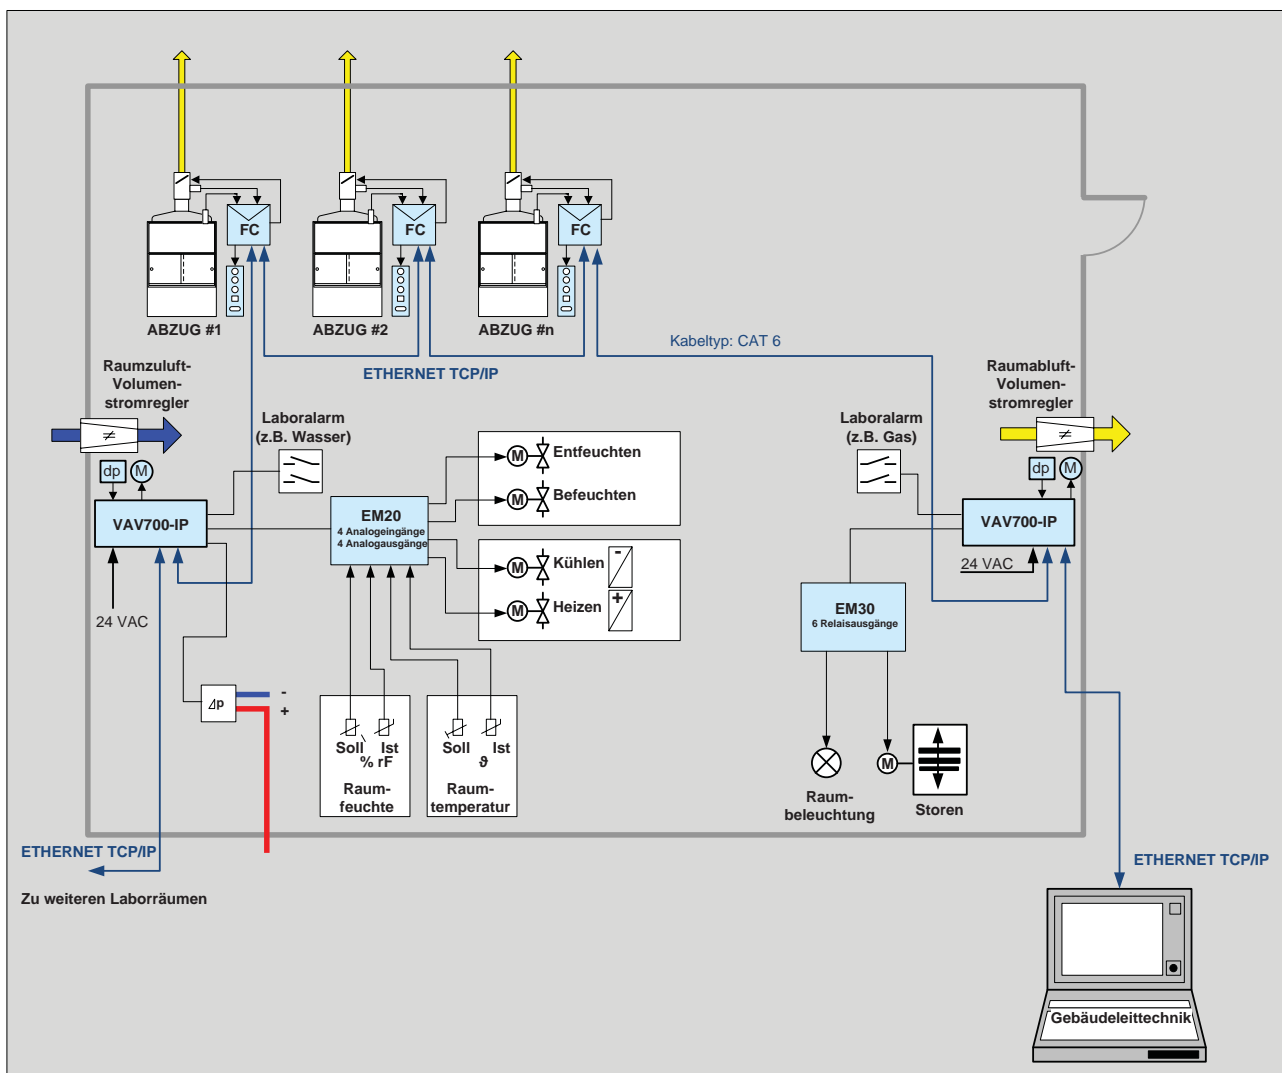 FC
FC
FC
ABZUG #1
ABZUG #2
ABZUG #n
Kabeltyp: CAT 6
ETHERNET TCP/IP
Raumzuluft-
Volumen-
stromregler
≠
dp
M
VAV700-IP
24 VAC
Laboralarm
(z.B. Wasser)
EM20
4 Analogeingänge
4 Analogausgänge
M
Entfeuchten
M
Befeuchten
M
Kühlen
-
M
Heizen
+
Laboralarm
(z.B. Gas)
Raumabluft-
Volumen-
stromregler
≠
dp
M
VAV700-IP
24 VAC
EM30
6 Relaisausgänge
Δp
-
+
Soll
Ist
% rF
Raum-
feuchte
Soll
Ist
ϑ
Raum-
temperatur
Raum-
beleuchtung
M
Storen
ETHERNET TCP/IP
Zu weiteren Laborräumen
ETHERNET TCP/IP
Gebäudeleittechnik